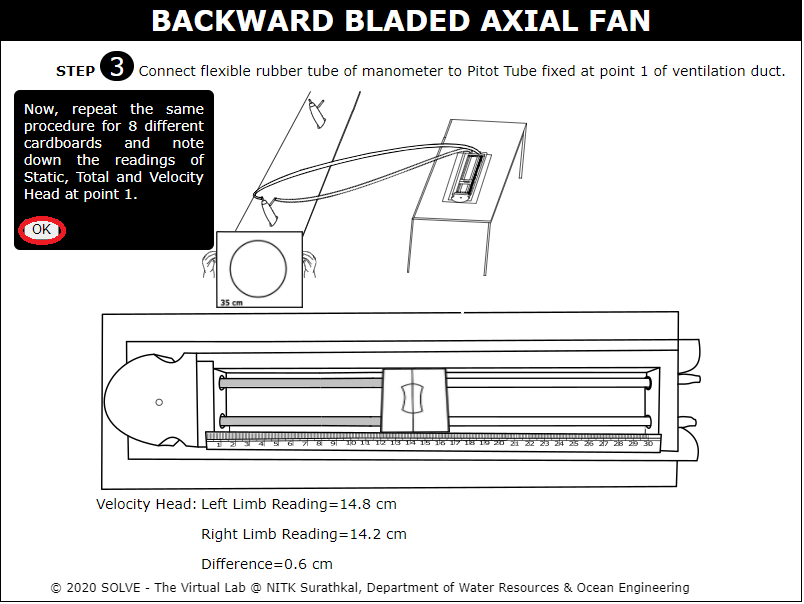 BACKWARD BLADED AXIAL FAN
STEP 3 Connect flexible rubber tube of manometer to Pitot Tube fixed at point 1 of ventilation duct.
Now, repeat the same
procedure for 8 different
cardboards and note
down the readings of
Static, Total and Velocity
Head at point 1.
OK
35 cm
1 2 3 4 5 6 7 8 9 10 11 12 13 14 15 16 17 18 19 20 21 22 23 24 25 26 27 28 29 30
Velocity Head: Left Limb Reading=14.8 cm
Right Limb Reading=14.2 cm
Difference=0.6 cm
© 2020 SOLVE - The Virtual Lab @ NITK Surathkal, Department of Water Resources & Ocean Engineering